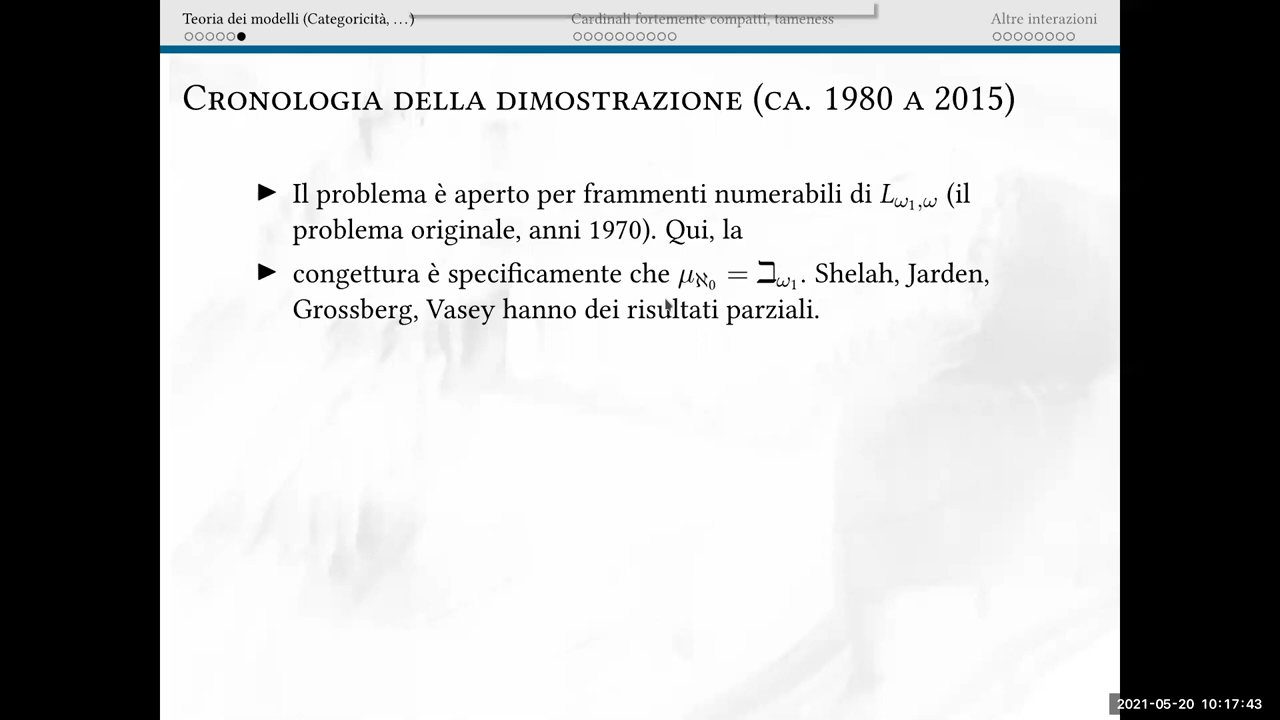 Teoria dei modelli (Categoricità, …) Cardinali fortemente compatti, tameness Altre interazioni
Cronologia della dimostrazione (ca. 1980 a 2015)
▶ Il problema è aperto per frammenti numerabili di L_{ω₁,ω} (il
problema originale, anni 1970). Qui, la
▶ congettura è specificamente che μ_{ℵ₀} = ℶ_{ω₁}. Shelah, Jarden,
Grossberg, Vasey hanno dei risultati parziali.
2021-05-20 10:17:43